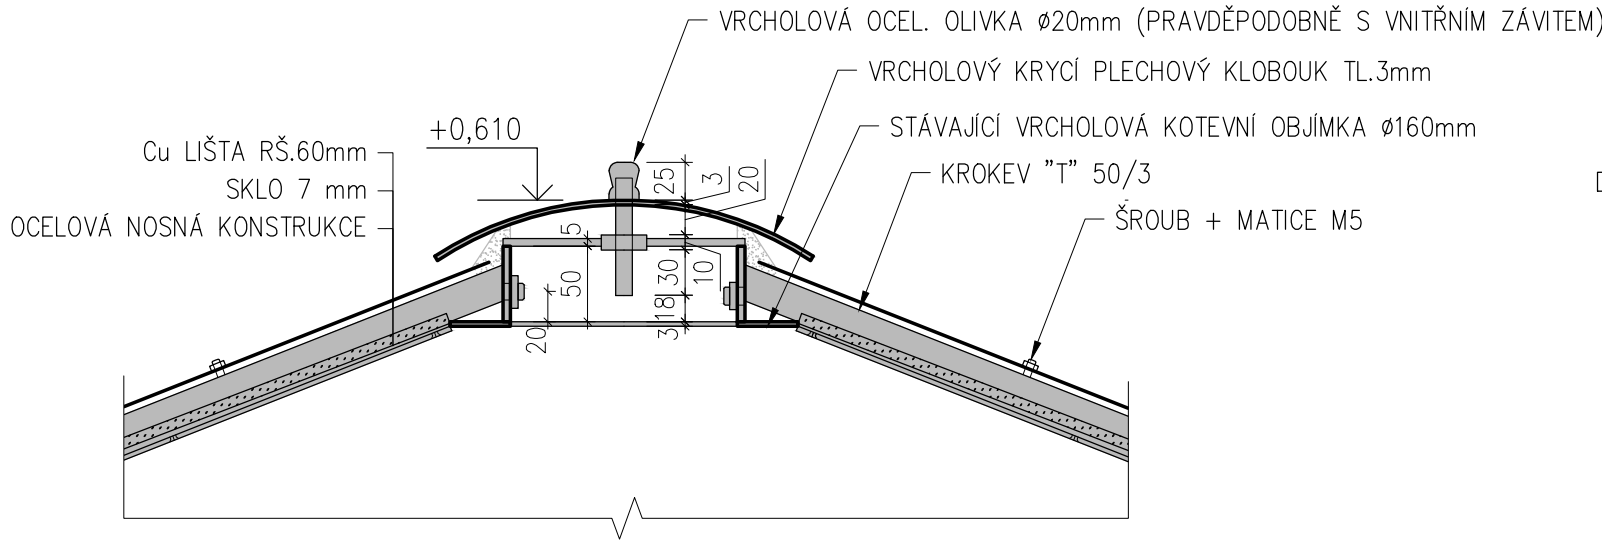 VRCHOLOVÁ OCEL. OLIVKA Ø20mm (PRAVDĚPODOBNĚ S VNITŘNÍM ZÁVITEM)
VRCHOLOVÝ KRYCÍ PLECHOVÝ KLOBOUK TL.3mm
STÁVAJÍCÍ VRCHOLOVÁ KOTEVNÍ OBJÍMKA Ø160mm
KROKEV "T" 50/3
ŠROUB + MATICE M5
+0,610
Cu LIŠTA RŠ.60mm
SKLO 7 mm
OCELOVÁ NOSNÁ KONSTRUKCE
25
3
20
5
50
30
10
18
3
20